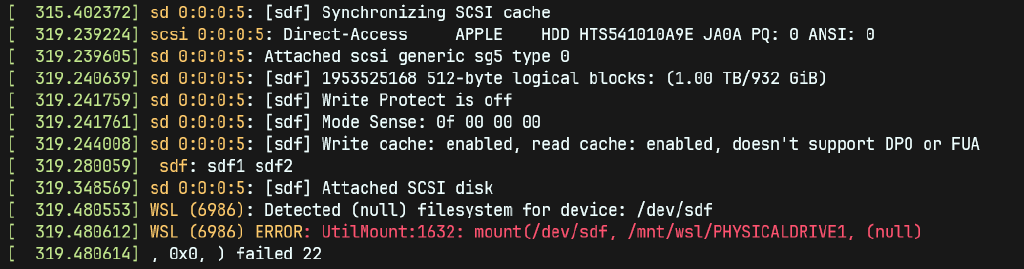 [  315.402372] sd 0:0:0:5: [sdf] Synchronizing SCSI cache
[  319.239224] scsi 0:0:0:5: Direct-Access     APPLE    HDD HTS541010A9E JA0A PQ: 0 ANSI: 0
[  319.239605] sd 0:0:0:5: Attached scsi generic sg5 type 0
[  319.240639] sd 0:0:0:5: [sdf] 1953525168 512-byte logical blocks: (1.00 TB/932 GiB)
[  319.241759] sd 0:0:0:5: [sdf] Write Protect is off
[  319.241761] sd 0:0:0:5: [sdf] Mode Sense: 0f 00 00 00
[  319.244008] sd 0:0:0:5: [sdf] Write cache: enabled, read cache: enabled, doesn't support DPO or FUA
[  319.280059]  sdf: sdf1 sdf2
[  319.348569] sd 0:0:0:5: [sdf] Attached SCSI disk
[  319.480553] WSL (6986): Detected (null) filesystem for device: /dev/sdf
[  319.480612] WSL (6986) ERROR: UtilMount:1632: mount(/dev/sdf, /mnt/wsl/PHYSICALDRIVE1, (null)
[  319.480614] , 0x0, ) failed 22